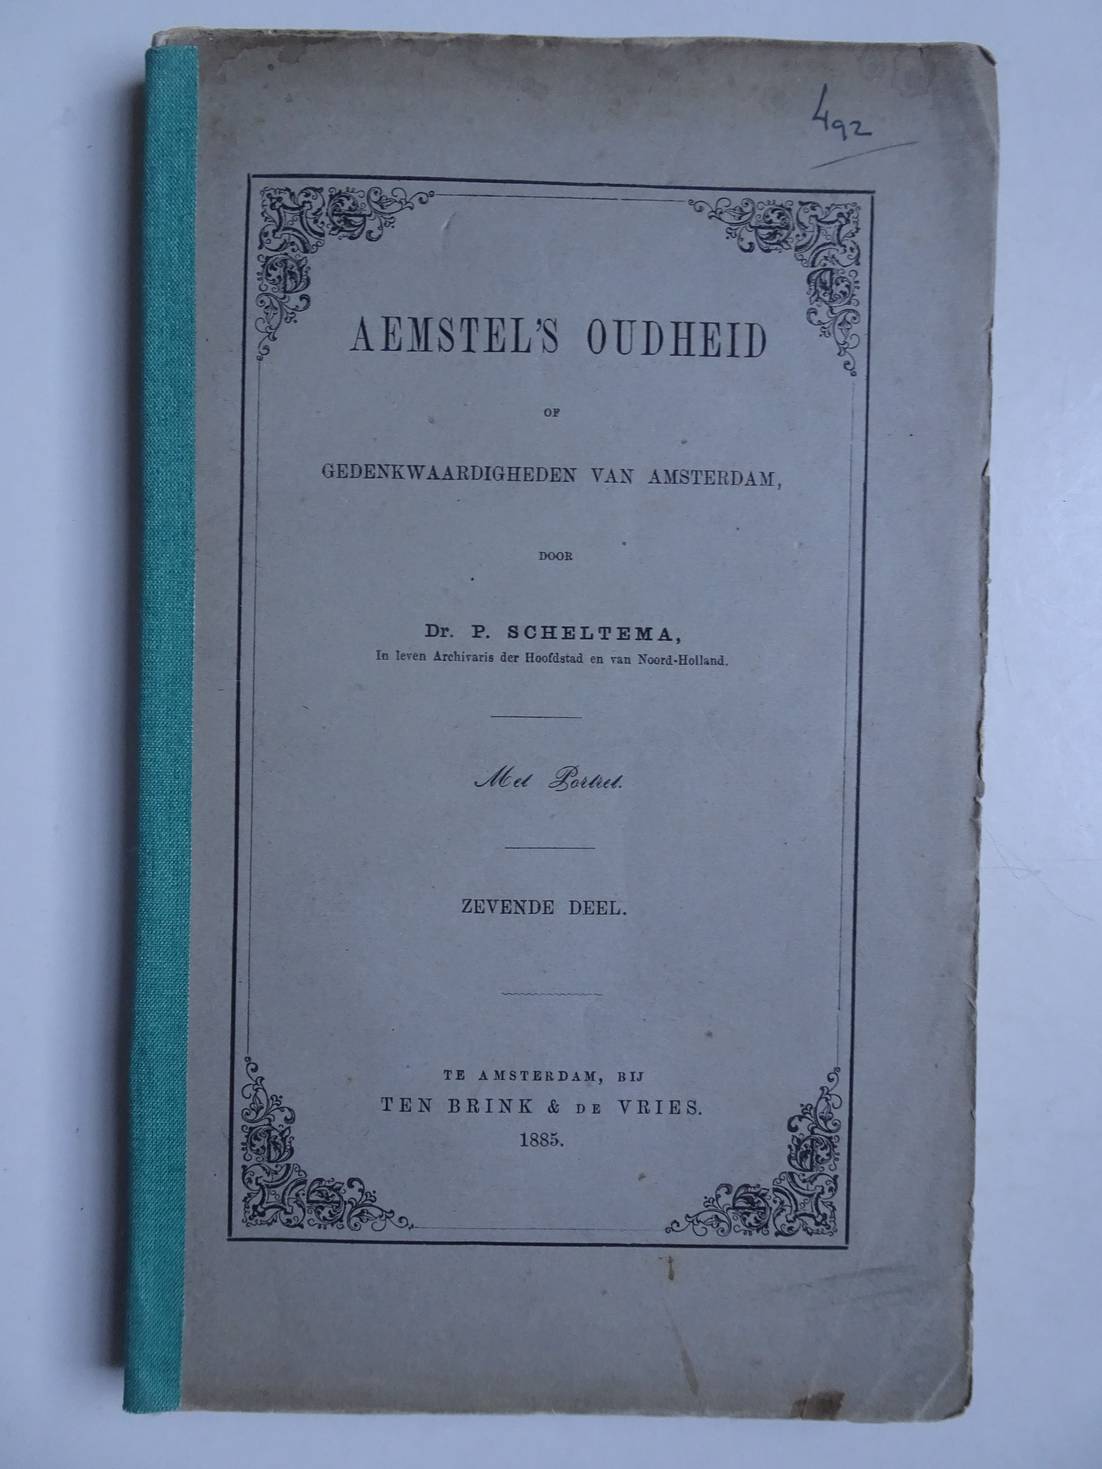 492
AEMSTEL'S OUDHEID
OF
GEDENKWAARDIGHEDEN VAN AMSTERDAM,
DOOR
Dr. P. SCHELTEMA,
In leven Archivaris der Hoofdstad en van Noord-Holland.
Met Portret.
ZEVENDE DEEL.
TE AMSTERDAM, BIJ
TEN BRINK & DE VRIES.
1885.